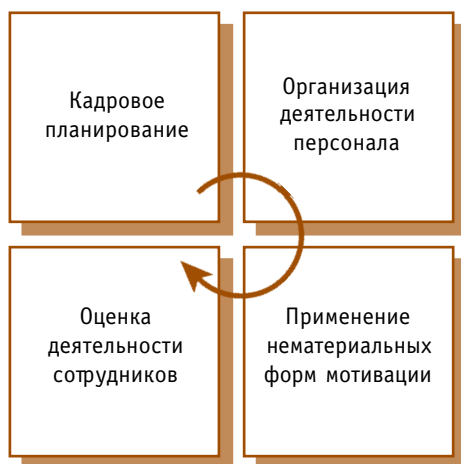 Кадровое
планирование
Организация
деятельности
персонала
Оценка
деятельности
сотрудников
Применение
нематериальных
форм мотивации